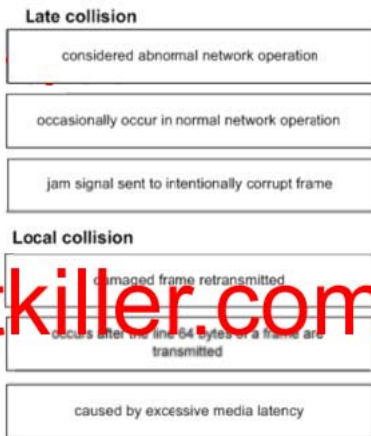 Late collision
considered abnormal network operation
occasionally occur in normal network operation
jam signal sent to intentionally corrupt frame
Local collision
damaged frame retransmitted
killer.com
occurs after the line 64 bytes of a frame are
transmitted
caused by excessive media latency